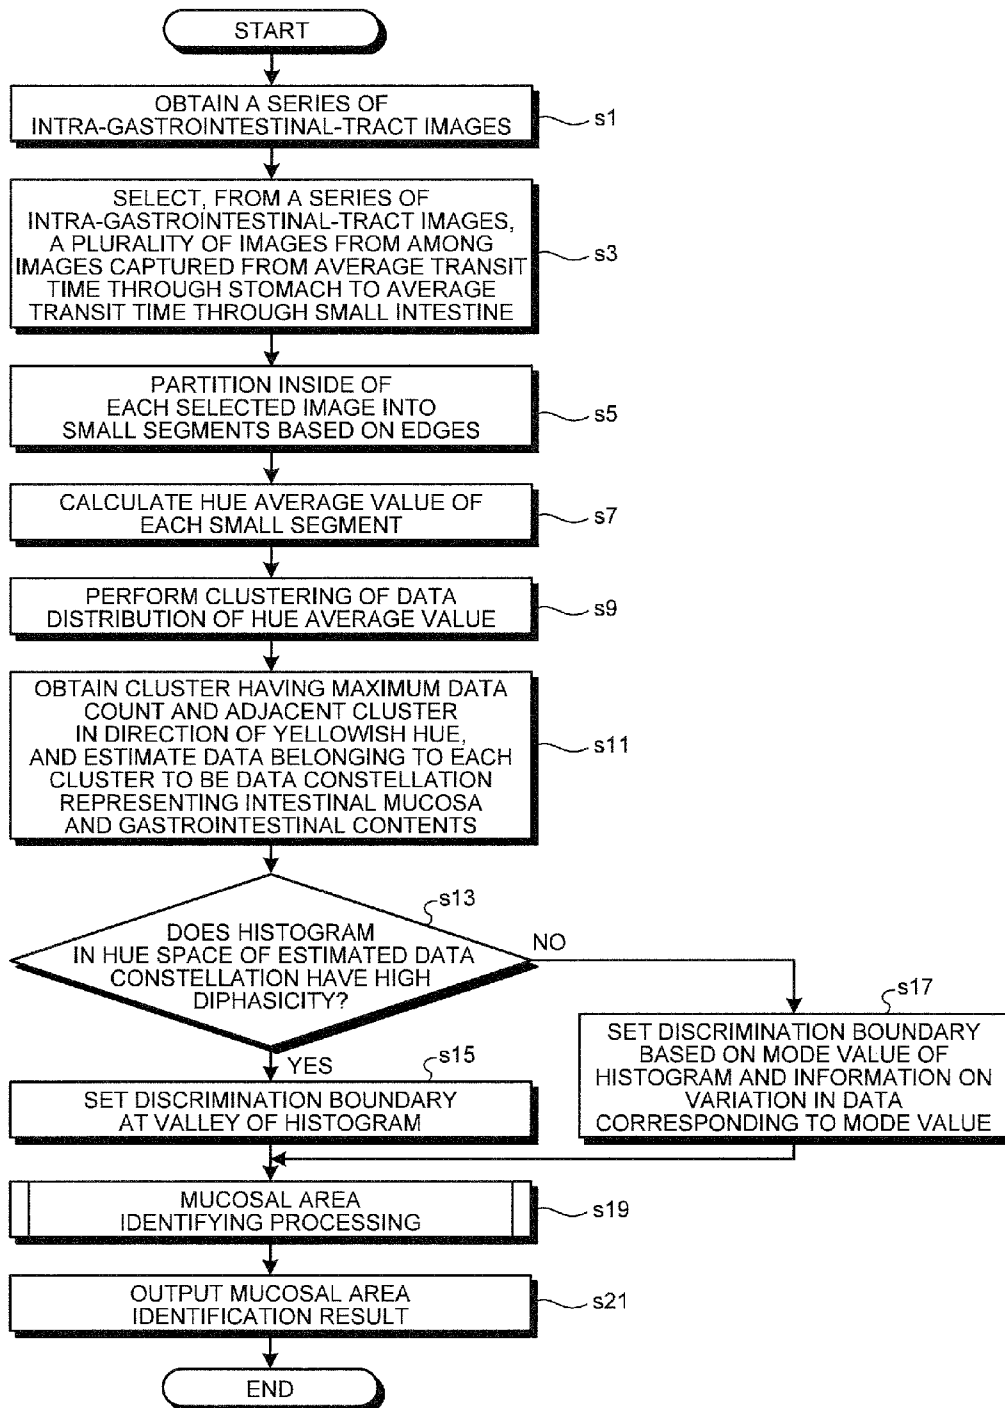 START
OBTAIN A SERIES OF
INTRA-GASTROINTESTINAL-TRACT IMAGES
s1
SELECT, FROM A SERIES OF
INTRA-GASTROINTESTINAL-TRACT IMAGES,
A PLURALITY OF IMAGES FROM AMONG
IMAGES CAPTURED FROM AVERAGE TRANSIT
TIME THROUGH STOMACH TO AVERAGE
TRANSIT TIME THROUGH SMALL INTESTINE
s3
PARTITION INSIDE OF
EACH SELECTED IMAGE INTO
SMALL SEGMENTS BASED ON EDGES
s5
CALCULATE HUE AVERAGE VALUE OF
EACH SMALL SEGMENT
s7
PERFORM CLUSTERING OF DATA
DISTRIBUTION OF HUE AVERAGE VALUE
s9
OBTAIN CLUSTER HAVING MAXIMUM DATA
COUNT AND ADJACENT CLUSTER
IN DIRECTION OF YELLOWISH HUE,
AND ESTIMATE DATA BELONGING TO EACH
CLUSTER TO BE DATA CONSTELLATION
REPRESENTING INTESTINAL MUCOSA
AND GASTROINTESTINAL CONTENTS
s11
s13
DOES HISTOGRAM
IN HUE SPACE OF ESTIMATED DATA
CONSTELLATION HAVE HIGH
DIPHASICITY?
NO
YES
s15
SET DISCRIMINATION BOUNDARY
AT VALLEY OF HISTOGRAM
s17
SET DISCRIMINATION BOUNDARY
BASED ON MODE VALUE OF
HISTOGRAM AND INFORMATION ON
VARIATION IN DATA
CORRESPONDING TO MODE VALUE
MUCOSAL AREA
IDENTIFYING PROCESSING
s19
OUTPUT MUCOSAL AREA
IDENTIFICATION RESULT
s21
END